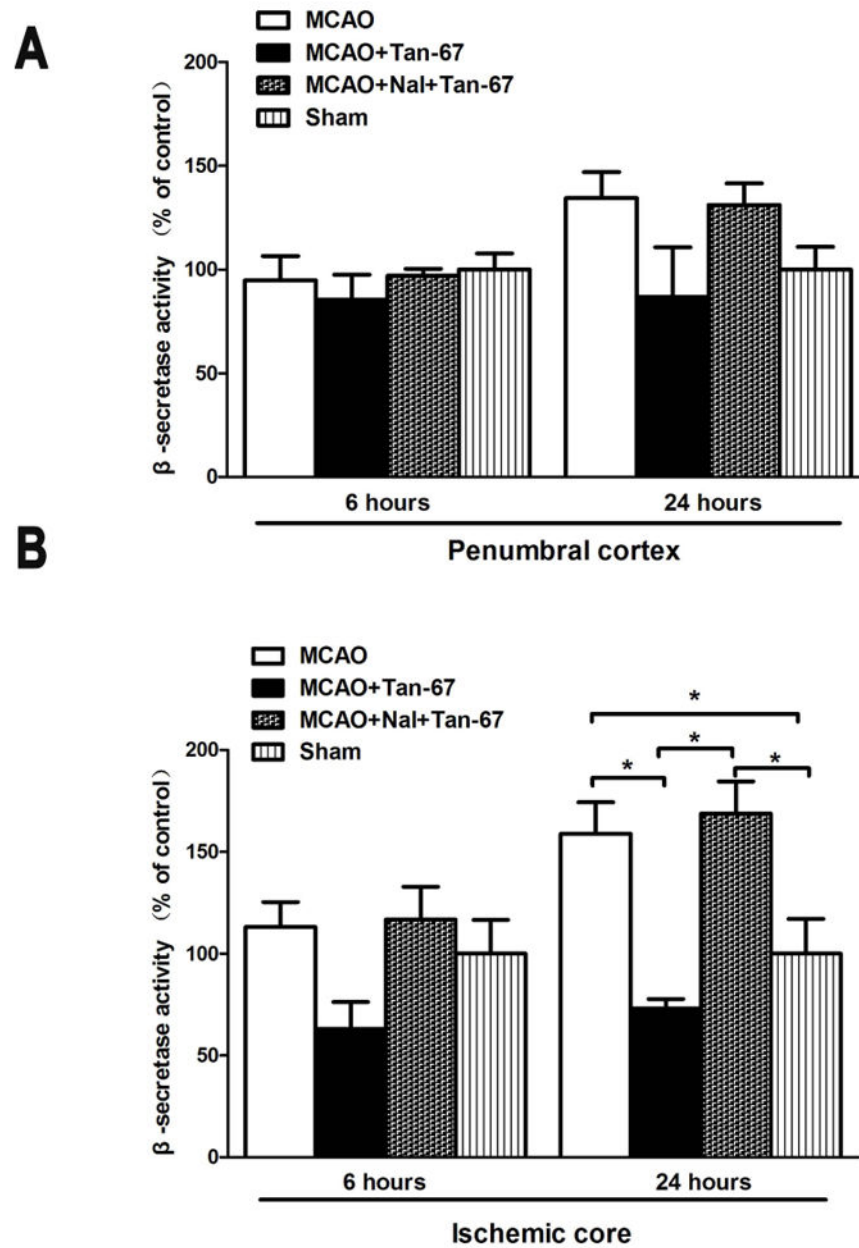 A
MCAO
MCAO+Tan-67
MCAO+Nal+Tan-67
Sham
β -secretase activity (% of control)
200
150
100
50
0
6 hours
24 hours
Penumbral cortex
B
MCAO
MCAO+Tan-67
MCAO+Nal+Tan-67
Sham
β -secretase activity (% of control)
200
150
100
50
0
*
*
*
*
6 hours
24 hours
Ischemic core